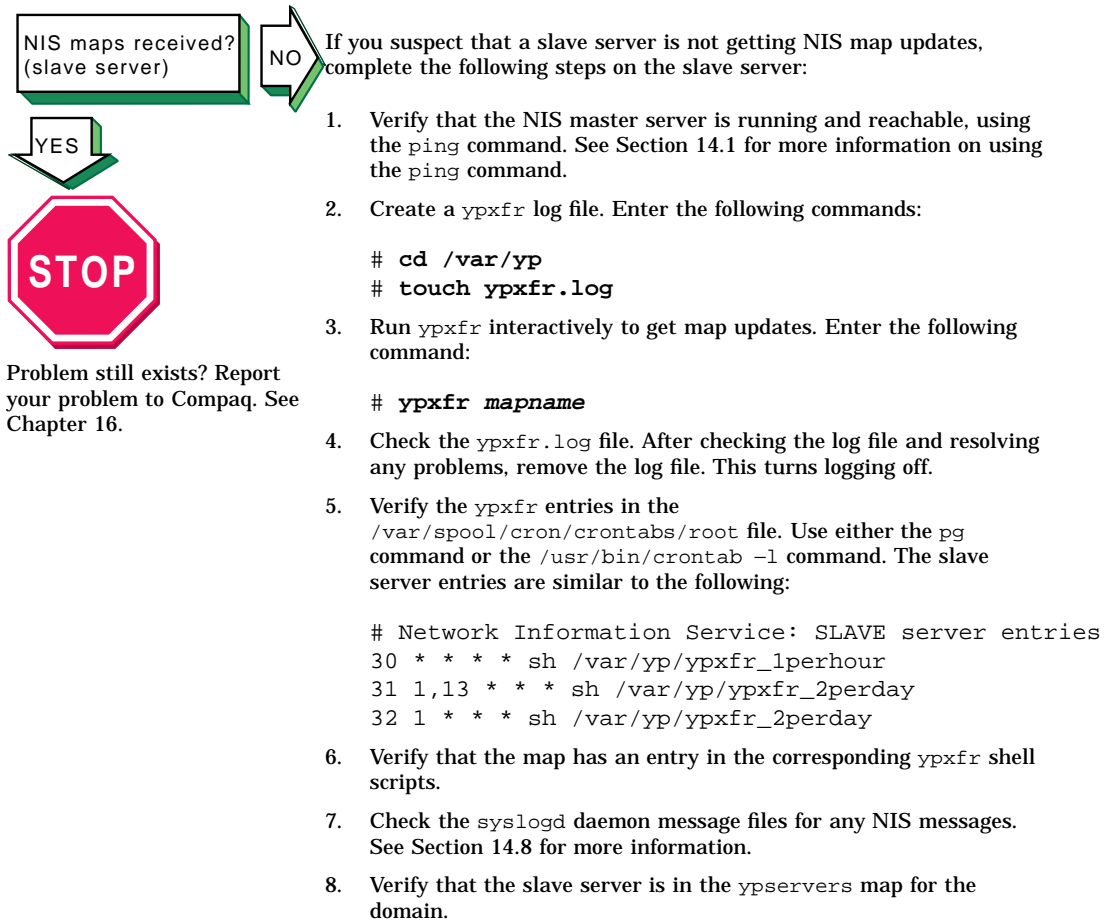 NIS maps received?
(slave server)
NO
YES
STOP
Problem still exists? Report
your problem to Compaq. See
Chapter 16.
If you suspect that a slave server is not getting NIS map updates,
complete the following steps on the slave server:
1. Verify that the NIS master server is running and reachable, using
the ping command. See Section 14.1 for more information on using
the ping command.
2. Create a ypxfr log file. Enter the following commands:
# cd /var/yp
# touch ypxfr.log
3. Run ypxfr interactively to get map updates. Enter the following
command:
# ypxfr mapname
4. Check the ypxfr.log file. After checking the log file and resolving
any problems, remove the log file. This turns logging off.
5. Verify the ypxfr entries in the
/var/spool/cron/crontabs/root file. Use either the pg
command or the /usr/bin/crontab −l command. The slave
server entries are similar to the following:
# Network Information Service: SLAVE server entries
30 * * * * sh /var/yp/ypxfr_1perhour
31 1,13 * * * sh /var/yp/ypxfr_2perday
32 1 * * * sh /var/yp/ypxfr_2perday
6. Verify that the map has an entry in the corresponding ypxfr shell
scripts.
7. Check the syslogd daemon message files for any NIS messages.
See Section 14.8 for more information.
8. Verify that the slave server is in the ypservers map for the
domain.